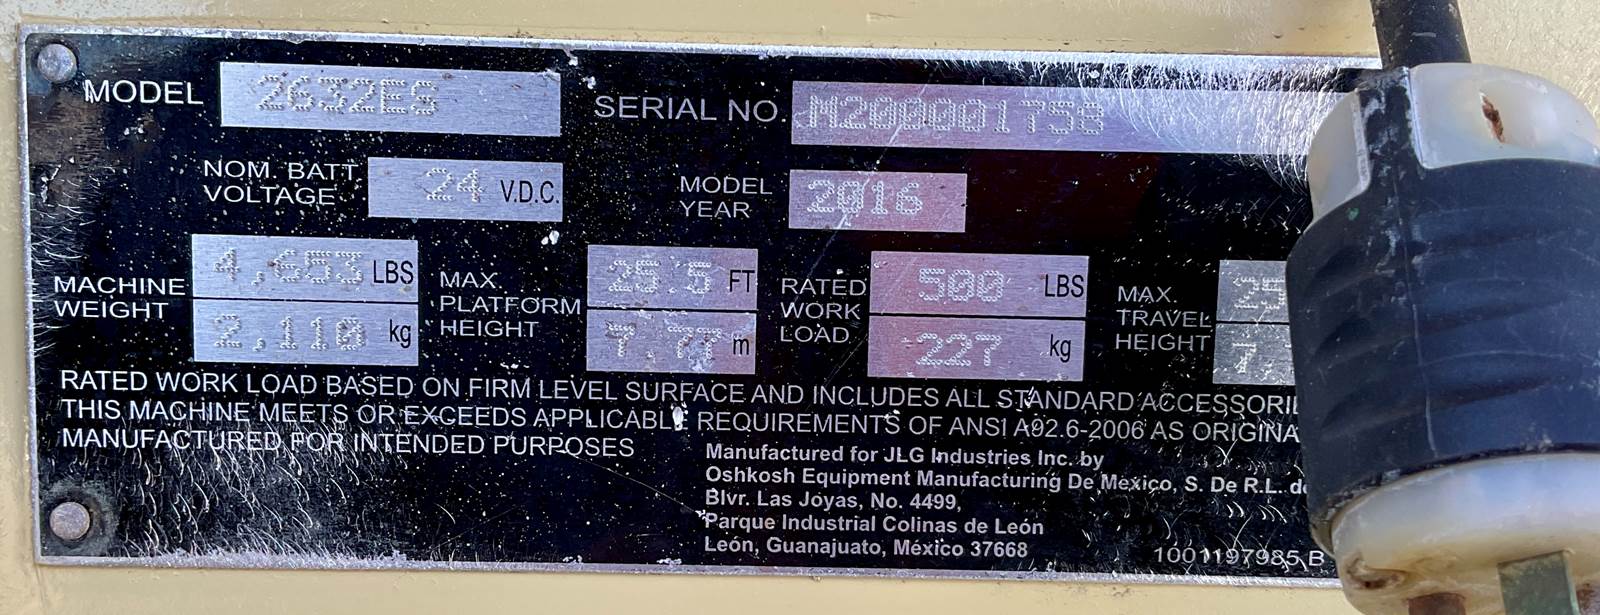 MODEL 2632ES SERIAL NO. M200001758
NOM. BATT VOLTAGE 24 V.D.C. MODEL YEAR 2016
MACHINE WEIGHT 4,653 LBS 2,110 kg MAX. PLATFORM HEIGHT 25.5 FT 7.77 m RATED WORK LOAD 500 LBS 227 kg MAX. TRAVEL HEIGHT 25 7
RATED WORK LOAD BASED ON FIRM LEVEL SURFACE AND INCLUDES ALL STANDARD
THIS MACHINE MEETS OR EXCEEDS APPLICABLE REQUIREMENTS OF ANSI A92.6-2006 AS
MANUFACTURED FOR INTENDED PURPOSES
Manufactured for JLG Industries Inc. by
Oshkosh Equipment Manufacturing De México, S. De R.L. de
Blvr. Las Joyas, No. 4499,
Parque Industrial Colinas de León
León, Guanajuato, México 37668
1001197985 B